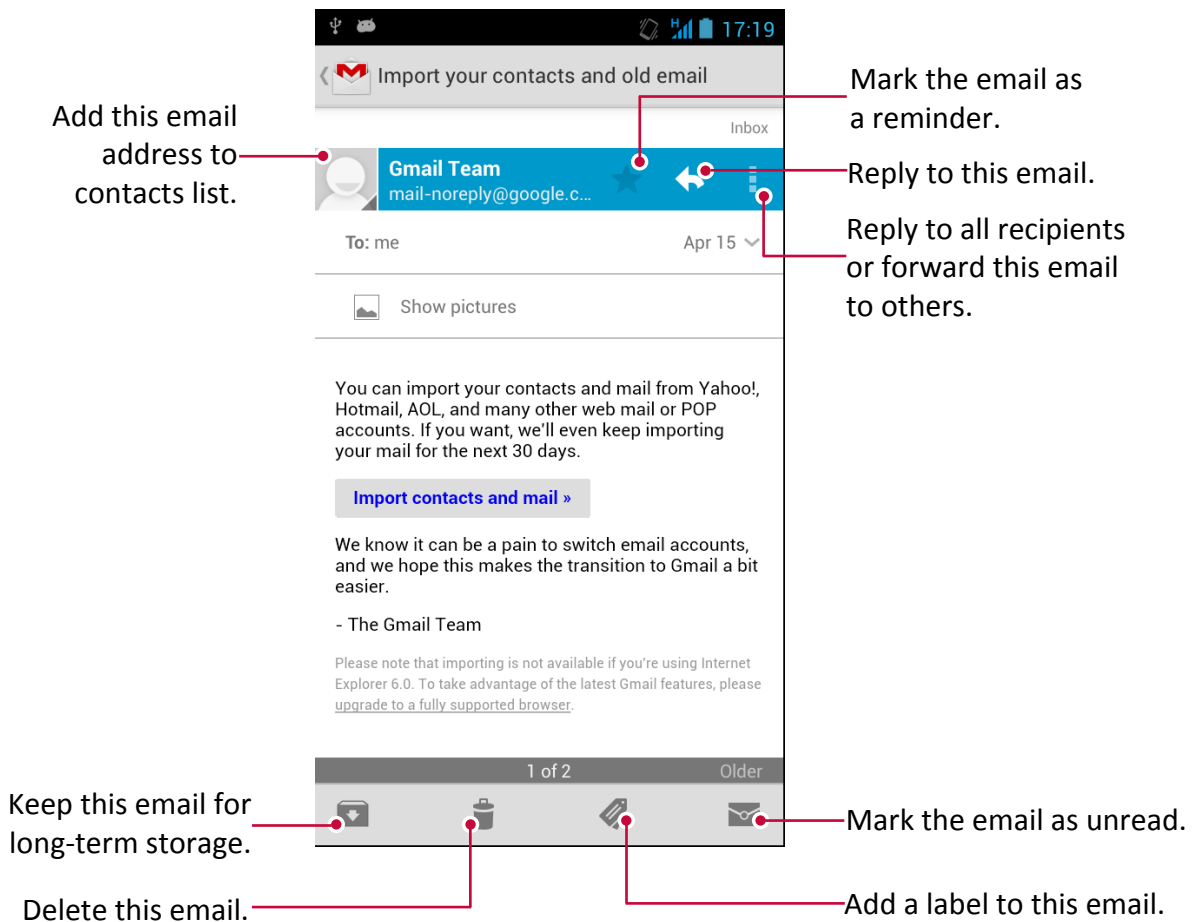 H
17:19
Import your contacts and old email
Mark the email as
a reminder.
Add this email
address to
contacts list.
Inbox
Gmail Team
mail-noreply@google.c...
Reply to this email.
To: me
Apr 15
Reply to all recipients
or forward this email
to others.
Show pictures
You can import your contacts and mail from Yahoo!,
Hotmail, AOL, and many other web mail or POP
accounts. If you want, we'll even keep importing
your mail for the next 30 days.
Import contacts and mail »
We know it can be a pain to switch email accounts,
and we hope this makes the transition to Gmail a bit
easier.
- The Gmail Team
Please note that importing is not available if you're using Internet
Explorer 6.0. To take advantage of the latest Gmail features, please
upgrade to a fully supported browser.
1 of 2
Older
Keep this email for
long-term storage.
Mark the email as unread.
Delete this email.
Add a label to this email.